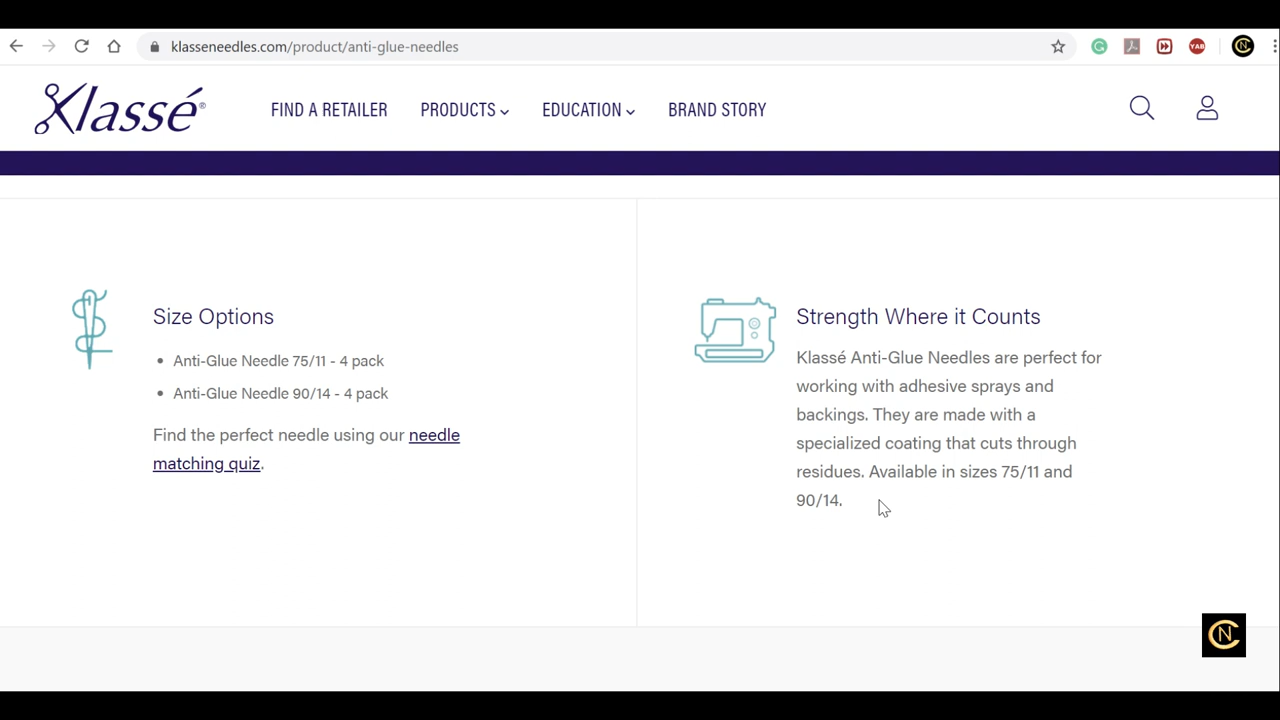 klasseneedles.com/product/anti-glue-needles
YAB
CN
Klassé®
FIND A RETAILER
PRODUCTS
EDUCATION
BRAND STORY
Size Options
• Anti-Glue Needle 75/11 - 4 pack
• Anti-Glue Needle 90/14 - 4 pack
Find the perfect needle using our needle
matching quiz.
Strength Where it Counts
Klassé Anti-Glue Needles are perfect for
working with adhesive sprays and
backings. They are made with a
specialized coating that cuts through
residues. Available in sizes 75/11 and
90/14.
CN